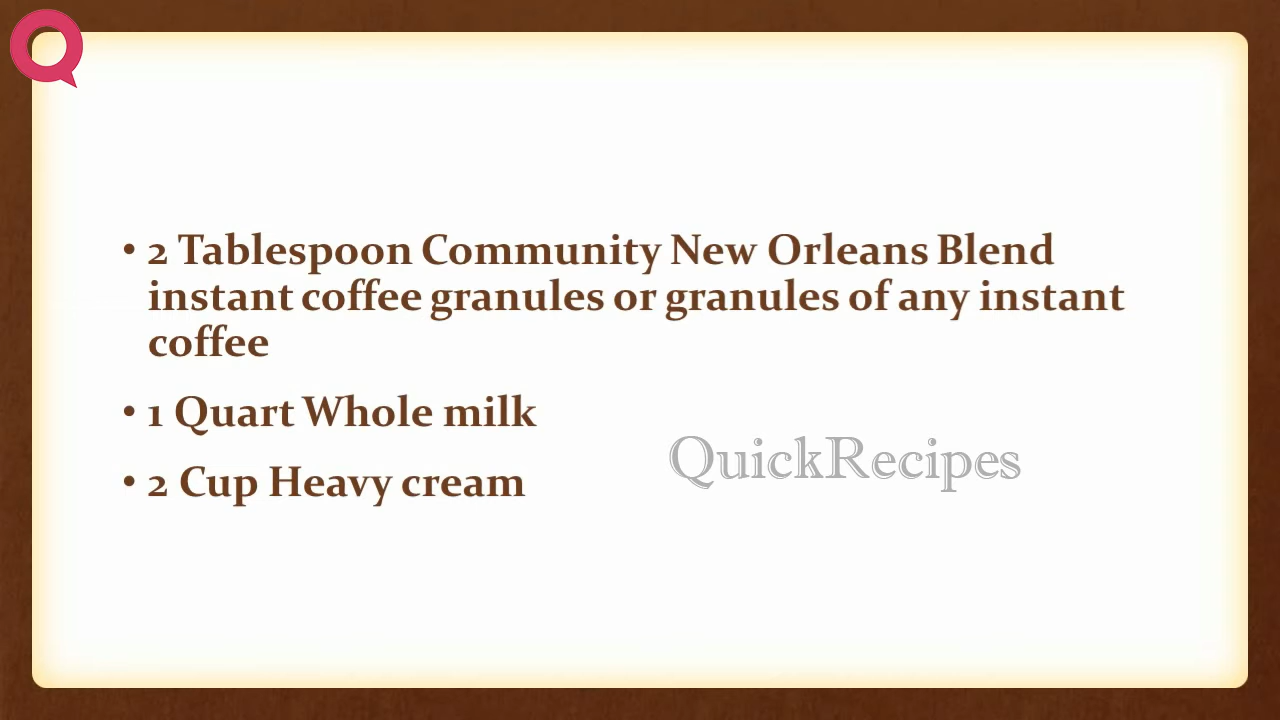 • 2 Tablespoon Community New Orleans Blend
instant coffee granules or granules of any instant
coffee
• 1 Quart Whole milk
QuickRecipes
• 2 Cup Heavy cream